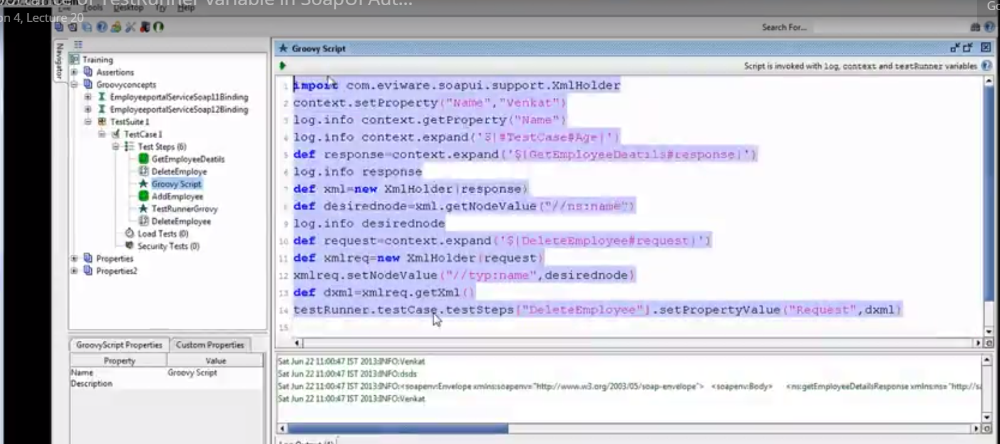 TestRunner variable in SoapUI Aut...
on 4, Lecture 20
Go
Tools Desktop Try Help
Search For...
Navigator
Training
Assertions
Groovyconcepts
EmployeeportalServiceSoap11Binding
EmployeeportalServiceSoap12Binding
TestSuite 1
TestCase 1
Test Steps (6)
GetEmployeeDeatils
DeleteEmploye
Groovy Script
AddEmployee
TestRunnerGrrovy
DeleteEmployee
Load Tests (0)
Security Tests (0)
Properties
Properties2
GroovyScript Properties Custom Properties
Property Value
Name Groovy Script
Description
Groovy Script
Script is invoked with log, context and testRunner variables
1 import com.eviware.soapui.support.XmlHolder
2 context.setProperty("Name","Venkat")
3 log.info context.getProperty("Name")
4 log.info context.expand('${#TestCase#Age}')
5 def response=context.expand('${GetEmployeeDeatils#response}')
6 log.info response
7 def xml=new XmlHolder(response)
8 def desirednode=xml.getNodeValue("//ns:name")
9 log.info desirednode
10 def request=context.expand('${DeleteEmployee#request}')
11 def xmlreq=new XmlHolder(request)
12 xmlreq.setNodeValue("//typ:name",desirednode)
13 def dxml=xmlreq.getXml()
14 testRunner.testCase.testSteps["DeleteEmployee"].setPropertyValue("Request",dxml)
15
Sat Jun 22 11:00:47 IST 2013:INFO:Venkat
Sat Jun 22 11:00:47 IST 2013:INFO:dsds
Sat Jun 22 11:00:47 IST 2013:INFO:<soapenv:Envelope xmlns:soapenv="http://www.w3.org/2003/05/soap-envelope"> <soapenv:Body> <ns:getEmployeeDetailsResponse xmlns:ns="http://sa
Sat Jun 22 11:00:47 IST 2013:INFO:Venkat